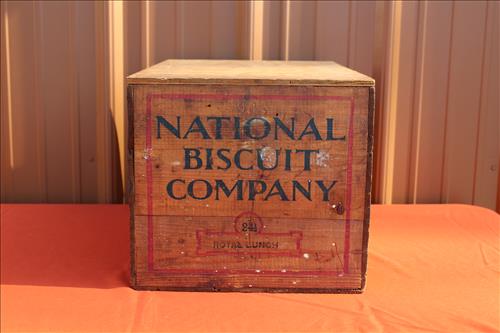 NATIONAL
BISCUIT
COMPANY
ROYAL LUNCH